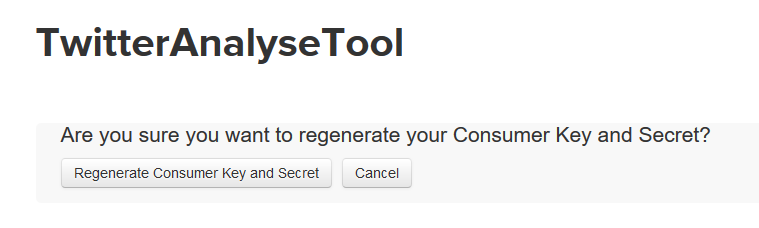 TwitterAnalyseTool
Are you sure you want to regenerate your Consumer Key and Secret?
Regenerate Consumer Key and Secret Cancel